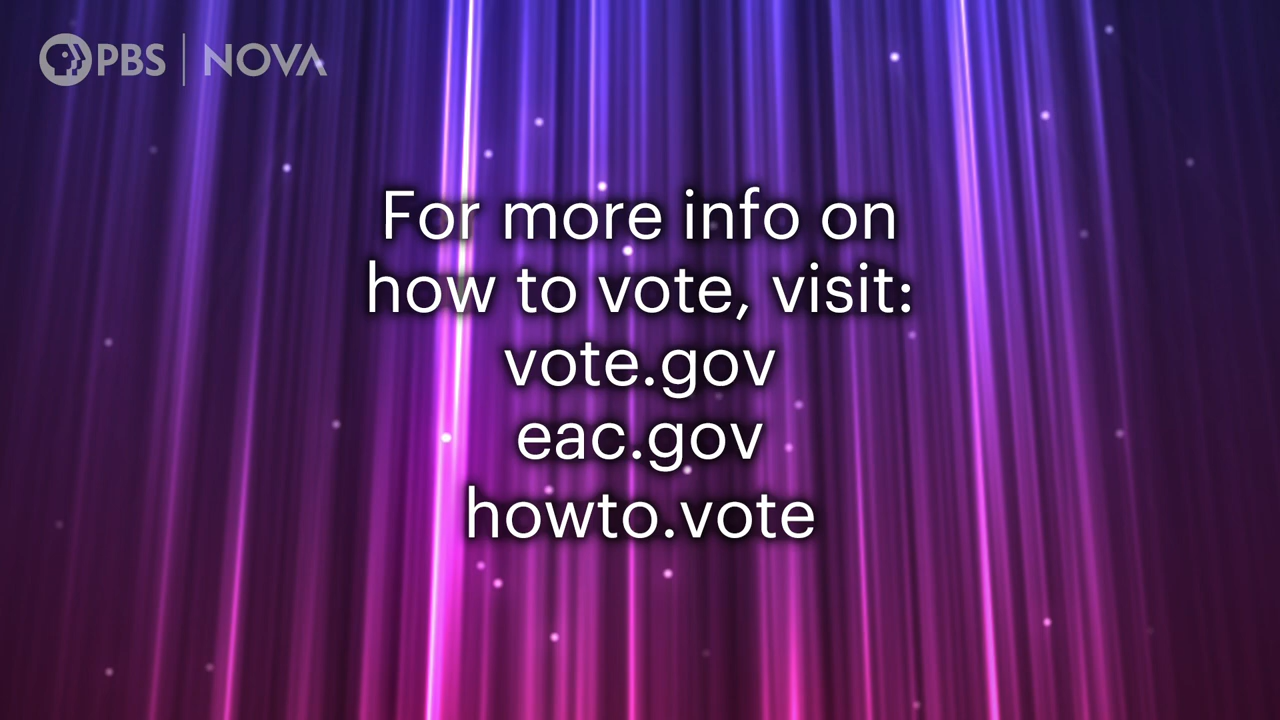 PBS | NOVA
For more info on
how to vote, visit:
vote.gov
eac.gov
howto.vote